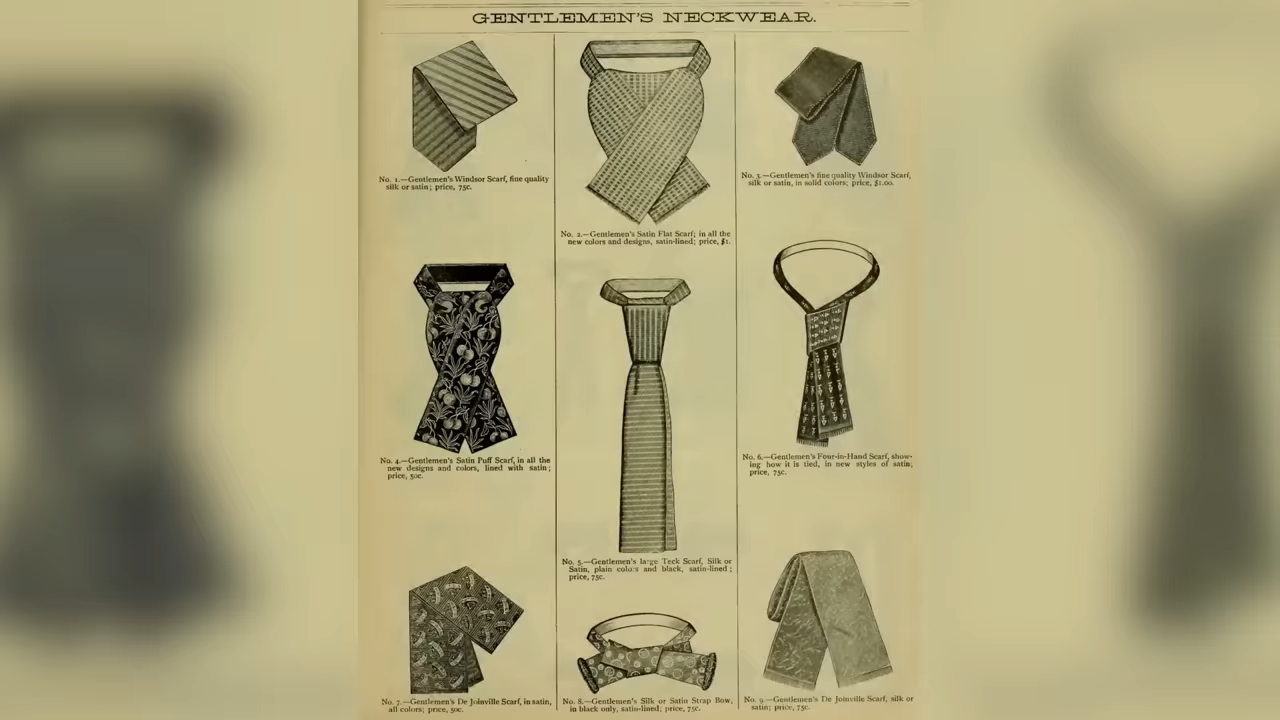 GENTLEMEN'S NECKWEAR.
No. 1.—Gentlemen's Windsor Scarf, fine quality
silk or satin; price, 75c.
No. 2.—Gentlemen's Satin Flat Scarf; in all the
new colors and designs, satin-lined; price, $1.
No. 3.—Gentlemen's fine quality Windsor Scarf,
silk or satin, in solid colors; price, $1.00.
No. 4.—Gentlemen's Satin Puff Scarf, in all the
new designs and colors, lined with satin;
price, 50c.
No. 5.—Gentlemen's large Teck Scarf, Silk or
Satin, plain colors and black, satin-lined;
price, 75c.
No. 6.—Gentlemen's Four-in-Hand Scarf, show-
ing how it is tied, in new styles of satin;
price, 75c.
No. 7.—Gentlemen's De Joinville Scarf, in satin,
all colors; price, 50c.
No. 8.—Gentlemen's Silk or Satin Strap Bow,
in black only, satin-lined; price, 75c.
No. 9.—Gentlemen's De Joinville Scarf, silk or
satin; price, 75c.